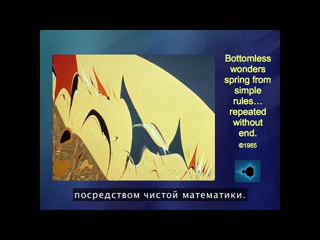 Bottomless
wonders
spring from
simple
rules…
repeated
without
end.
©1985
посредством чистой математики.